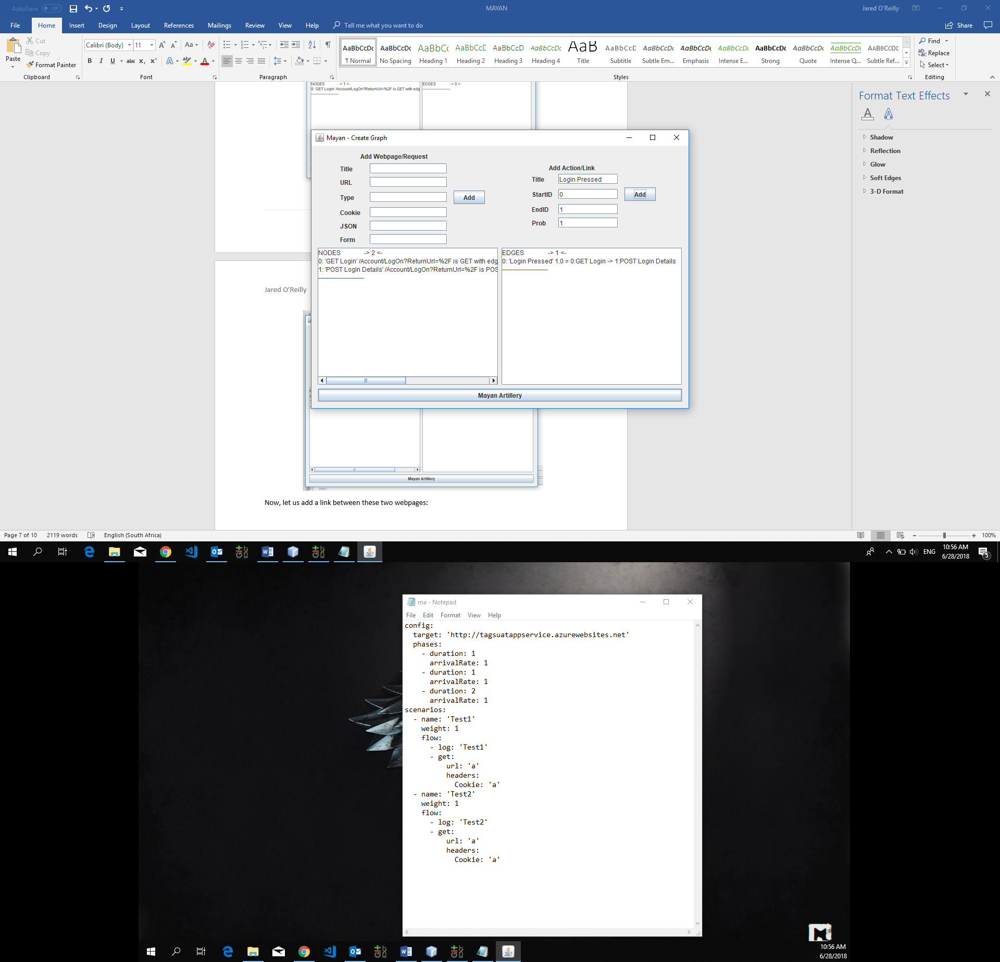 AutoSave Off
MAYAN
Jared O'Reilly
File Home Insert Design Layout References Mailings Review View Help Tell me what you want to do
Share
Paste
Cut
Copy
Format Painter
Clipboard
Calibri (Body) 11
Font
Paragraph
AaBbCcDc AaBbCcDc AaBbCc AaBbCcE AaBbCcD AaBbCcDc AaB AaBbCcD AaBbCcDc AaBbCcDc AaBbCcDc AaBbCcDc AaBbCcDc AaBbCcDc AABBCCDE
¶ Normal No Spacing Heading 1 Heading 2 Heading 3 Heading 4 Title Subtitle Subtle Em... Emphasis Intense E... Strong Quote Intense Q... Subtle Ref...
Styles
Find
Replace
Select
Editing
NODES -> 1 <-
0: 'GET Login' /Account/LogOn?ReturnUrl=%2F is GET with edg
EDGES -> 0 <-
Format Text Effects
Shadow
Reflection
Glow
Soft Edges
3-D Format
Mayan - Create Graph
Add Webpage/Request
Title
URL
Type
Add
Cookie
JSON
Form
Add Action/Link
Title Login Pressed
StartID 0
Add
EndID 1
Prob 1
NODES -> 2 <-
0: 'GET Login' /Account/LogOn?ReturnUrl=%2F is GET with edg
1: 'POST Login Details' /Account/LogOn?ReturnUrl=%2F is POS
----------------------
EDGES -> 1 <-
0: 'Login Pressed' 1.0 = 0:GET Login -> 1:POST Login Details
----------------------
Mayan Artillery
Jared O'Reilly
Mayan Artillery
run:
Now, let us add a link between these two webpages:
Page 7 of 10 2119 words English (South Africa)
100%
ENG
10:56 AM
6/28/2018
5
ma - Notepad
File Edit Format View Help
config:
  target: 'http://tagsuatappservice.azurewebsites.net'
  phases:
    - duration: 1
      arrivalRate: 1
    - duration: 1
      arrivalRate: 1
    - duration: 2
      arrivalRate: 1
scenarios:
  - name: 'Test1'
    weight: 1
    flow:
      - log: 'Test1'
      - get:
          url: 'a'
          headers:
            Cookie: 'a'
  - name: 'Test2'
    weight: 1
    flow:
      - log: 'Test2'
      - get:
          url: 'a'
          headers:
            Cookie: 'a'
10:56 AM
6/28/2018